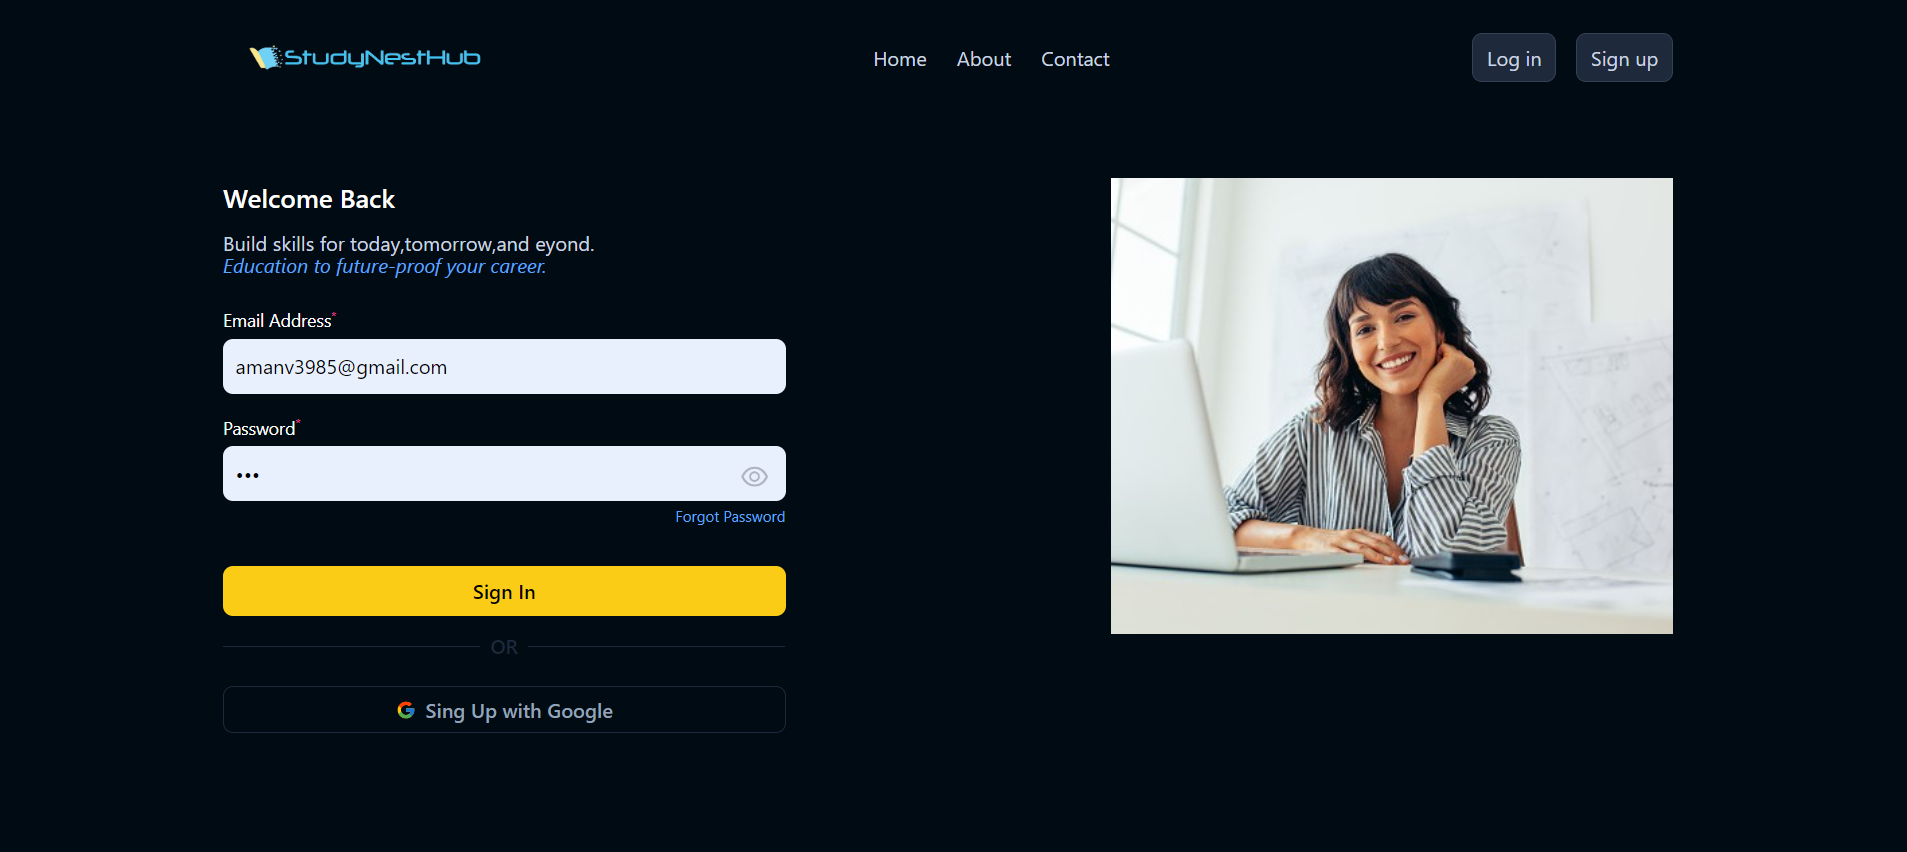 StudyNestHub
Home About Contact
Log in Sign up
Welcome Back
Build skills for today,tomorrow,and eyond.
Education to future-proof your career.
Email Address*
amanv3985@gmail.com
Password*
•••
Forgot Password
Sign In
OR
Sing Up with Google